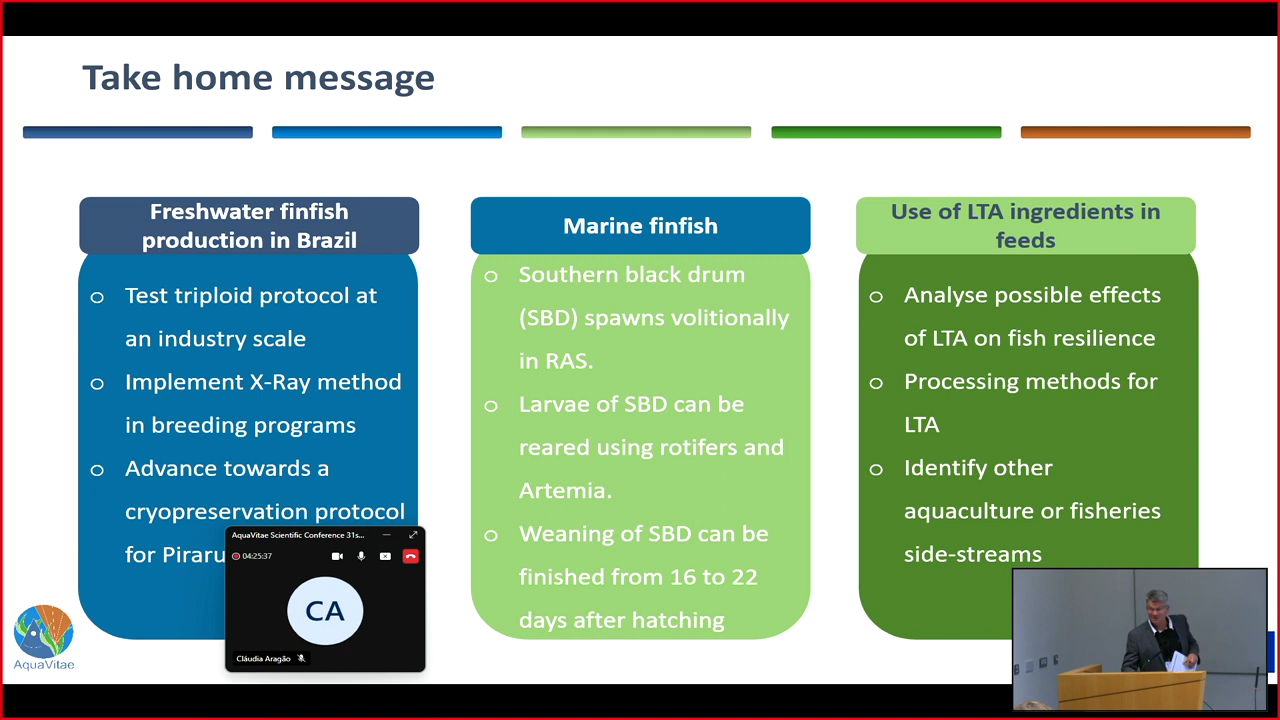 Take home message
Freshwater finfish
production in Brazil
Test triploid protocol at
an industry scale
Implement X-Ray method
in breeding programs
Advance towards a
cryopreservation protocol
for Piraru
Marine finfish
Southern black drum
(SBD) spawns volitionally
in RAS.
Larvae of SBD can be
reared using rotifers and
Artemia.
Weaning of SBD can be
finished from 16 to 22
days after hatching
Use of LTA ingredients in
feeds
Analyse possible effects
of LTA on fish resilience
Processing methods for
LTA
Identify other
aquaculture or fisheries
side-streams
AquaVitae Scientific Conference 31s...
04:25:37
CA
Cláudia Aragão
AquaVitae